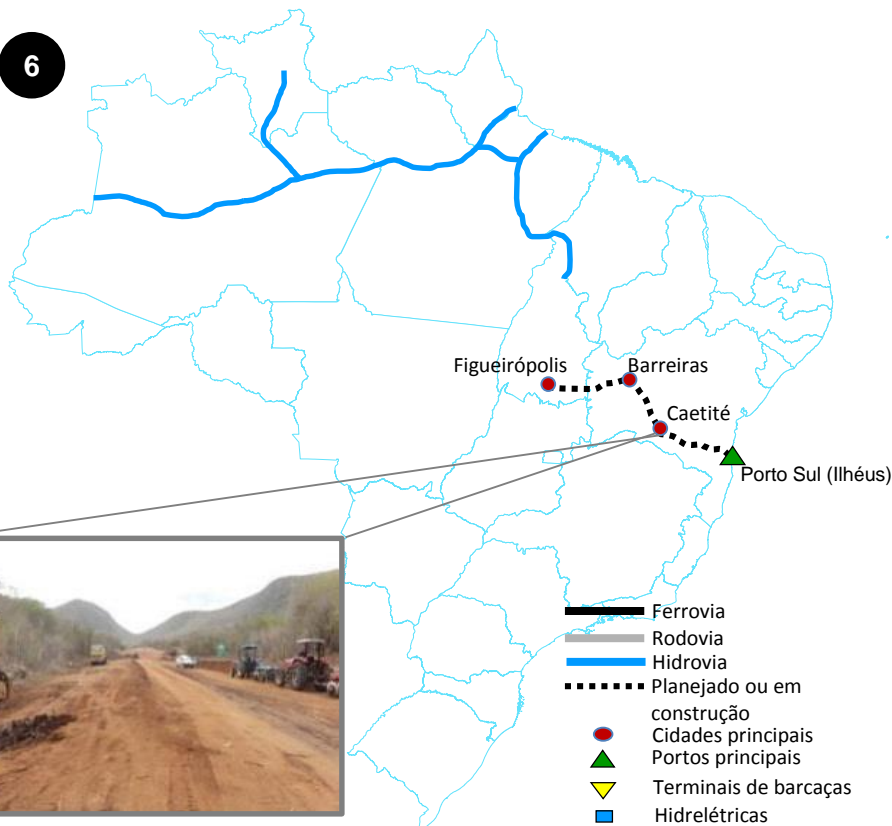 6
Figueirópolis
Barreiras
Caetité
Porto Sul (Ilhéus)
Ferrovia
Rodovia
Hidrovia
Planejado ou em
construção
Cidades principais
Portos principais
Terminais de barcaças
Hidrelétricas